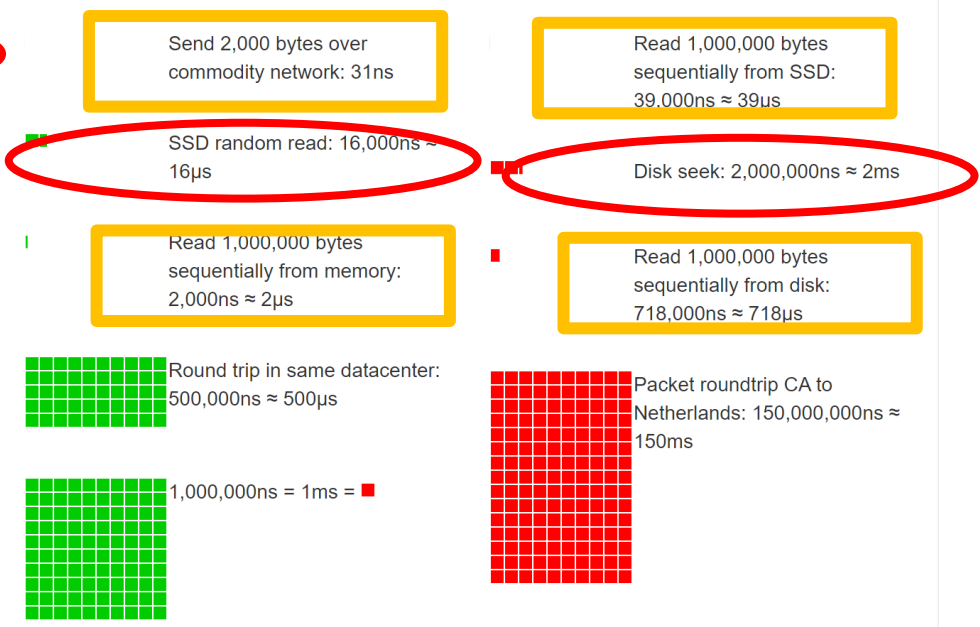 Send 2,000 bytes over
commodity network: 31ns
SSD random read: 16,000ns ≈
16μs
Read 1,000,000 bytes
sequentially from memory:
2,000ns ≈ 2μs
Round trip in same datacenter:
500,000ns ≈ 500μs
1,000,000ns = 1ms =
Read 1,000,000 bytes
sequentially from SSD:
39,000ns ≈ 39μs
Disk seek: 2,000,000ns ≈ 2ms
Read 1,000,000 bytes
sequentially from disk:
718,000ns ≈ 718μs
Packet roundtrip CA to
Netherlands: 150,000,000ns ≈
150ms